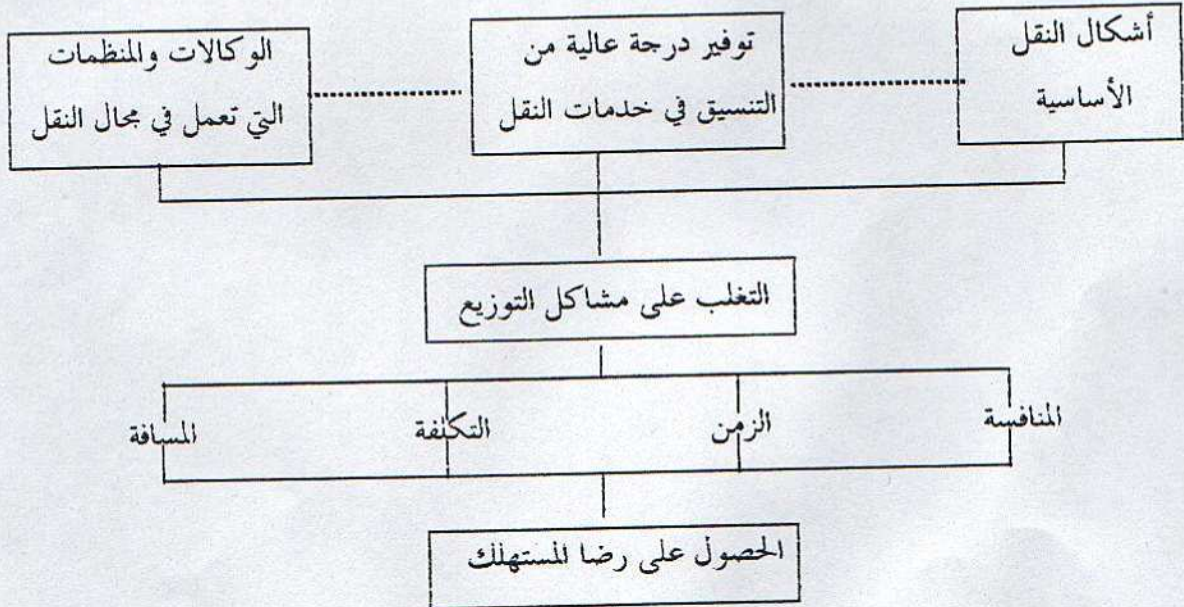 أشكال النقل
الأساسية
توفير درجة عالية من
التنسيق في خدمات النقل
الوكالات والمنظمات
التي تعمل في مجال النقل
التغلب على مشاكل التوزيع
المنافسة
الزمن
التكلفة
المسافة
الحصول على رضا المستهلك